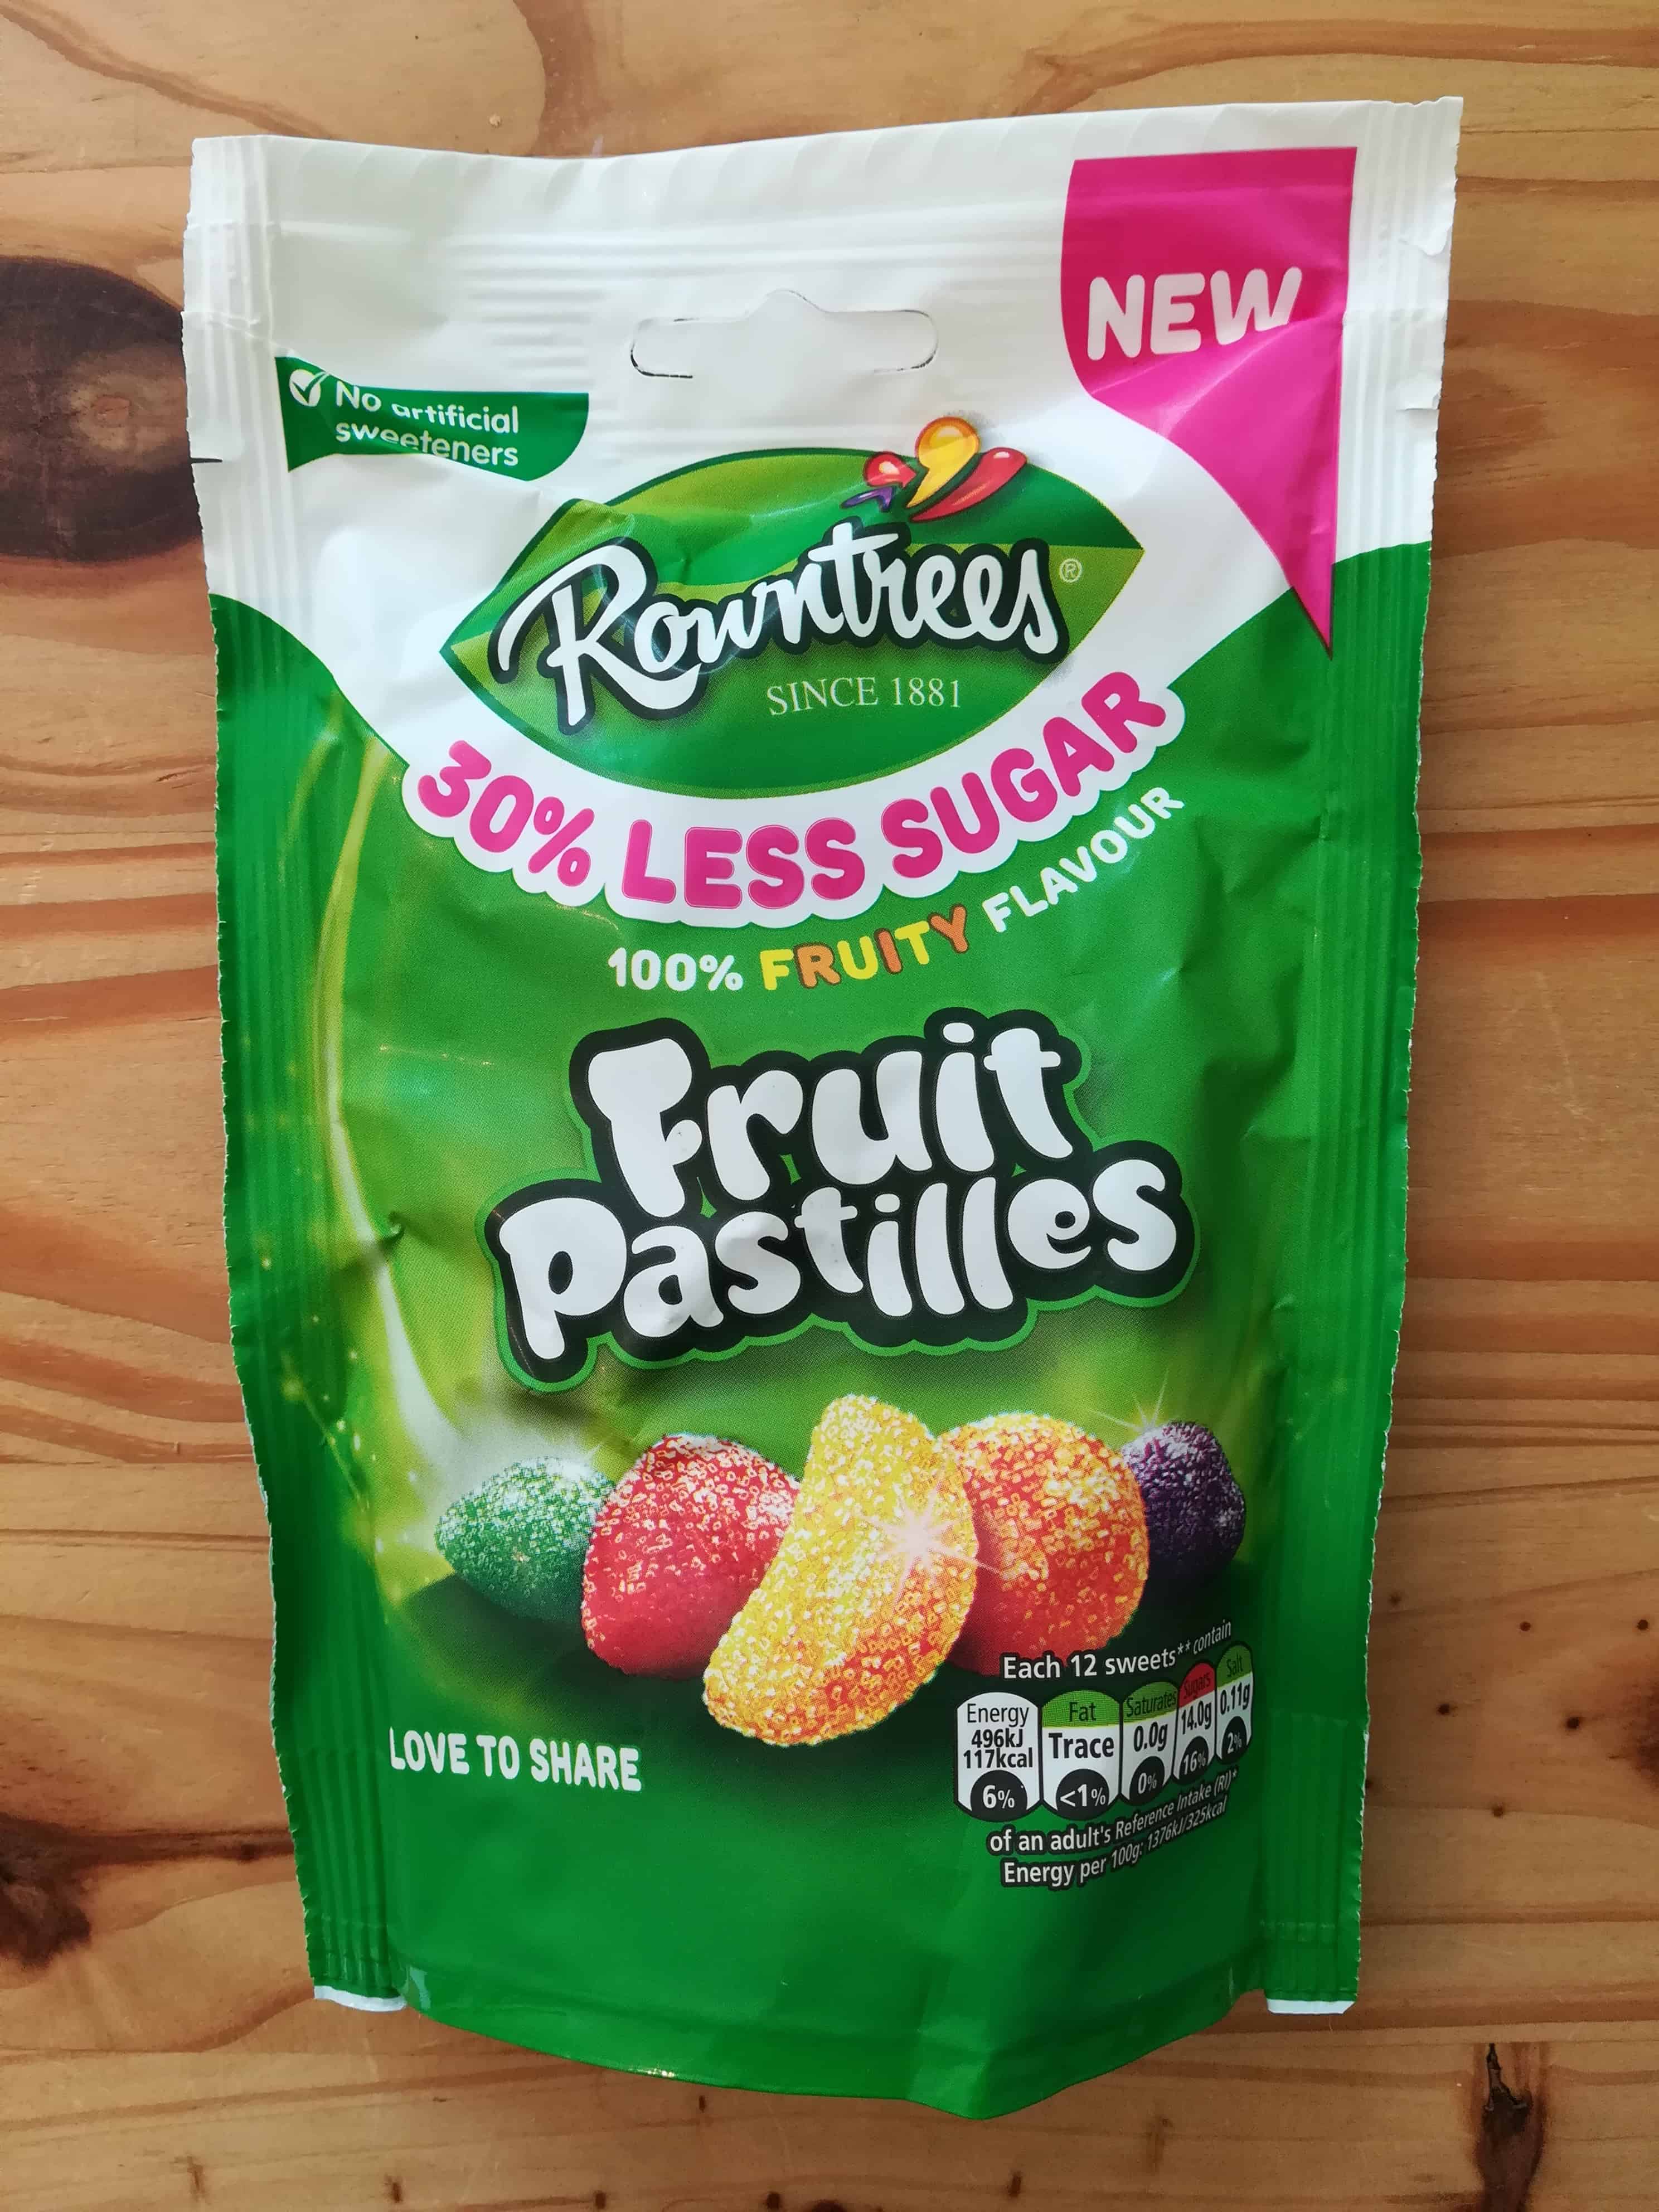 NEW
No artificial
sweeteners
Rowntrees®
SINCE 1881
30% LESS SUGAR
100% FRUITY FLAVOUR
Fruit
Pastilles
Each 12 sweets** contain
Energy
496kJ
117kcal
6%
Fat
Trace
<1%
Saturates
0.0g
0%
Sugars
14.0g
16%
Salt
0.11g
2%
of an adult's Reference Intake (RI)*
Energy per 100g: 1376kJ/325kcal
LOVE TO SHARE